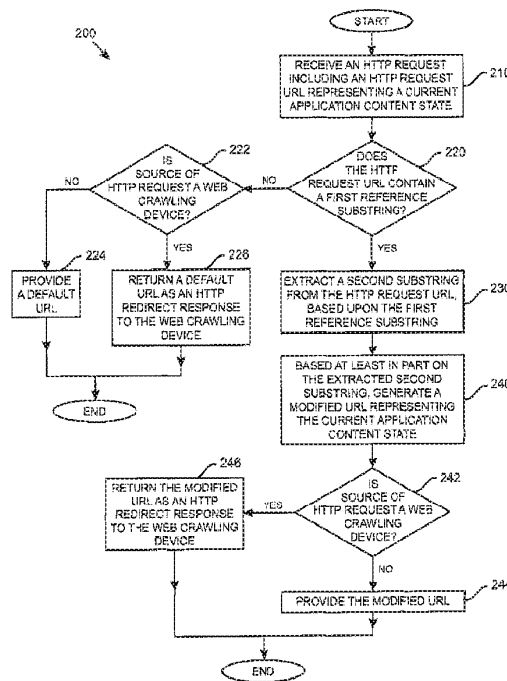 200
START
RECEIVE AN HTTP REQUEST
INCLUDING AN HTTP REQUEST
URL REPRESENTING A CURRENT
APPLICATION CONTENT STATE
210
222
IS
SOURCE OF
HTTP REQUEST A WEB
CRAWLING
DEVICE?
NO
YES
NO
220
DOES
THE HTTP
REQUEST URL CONTAIN
A FIRST REFERENCE
SUBSTRING?
YES
224
PROVIDE
A DEFAULT
URL
226
RETURN A DEFAULT
URL AS AN HTTP
REDIRECT RESPONSE
TO THE WEB CRAWLING
DEVICE
END
EXTRACT A SECOND SUBSTRING
FROM THE HTTP REQUEST URL,
BASED UPON THE FIRST
REFERENCE SUBSTRING
230
BASED AT LEAST IN PART ON
THE EXTRACTED SECOND
SUBSTRING, GENERATE A
MODIFIED URL REPRESENTING
THE CURRENT APPLICATION
CONTENT STATE
240
246
RETURN THE MODIFIED
URL AS AN HTTP
REDIRECT RESPONSE
TO THE WEB CRAWLING
DEVICE
YES
242
IS
SOURCE OF
HTTP REQUEST A WEB
CRAWLING
DEVICE?
NO
244
PROVIDE THE MODIFIED URL
END